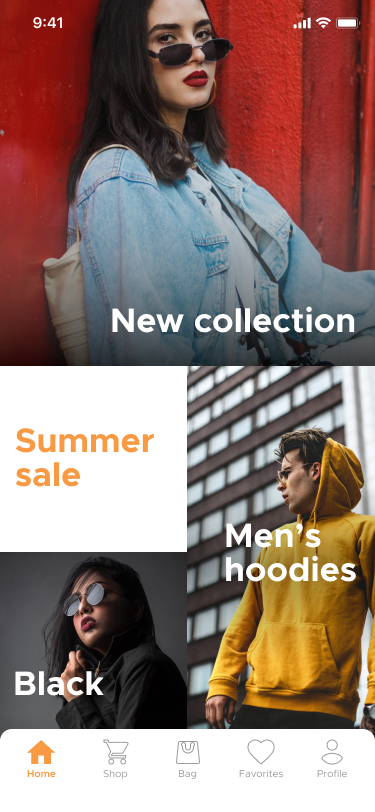 9:41
New collection
Summer
sale
Men’s
hoodies
Black
Home
Shop
Bag
Favorites
Profile